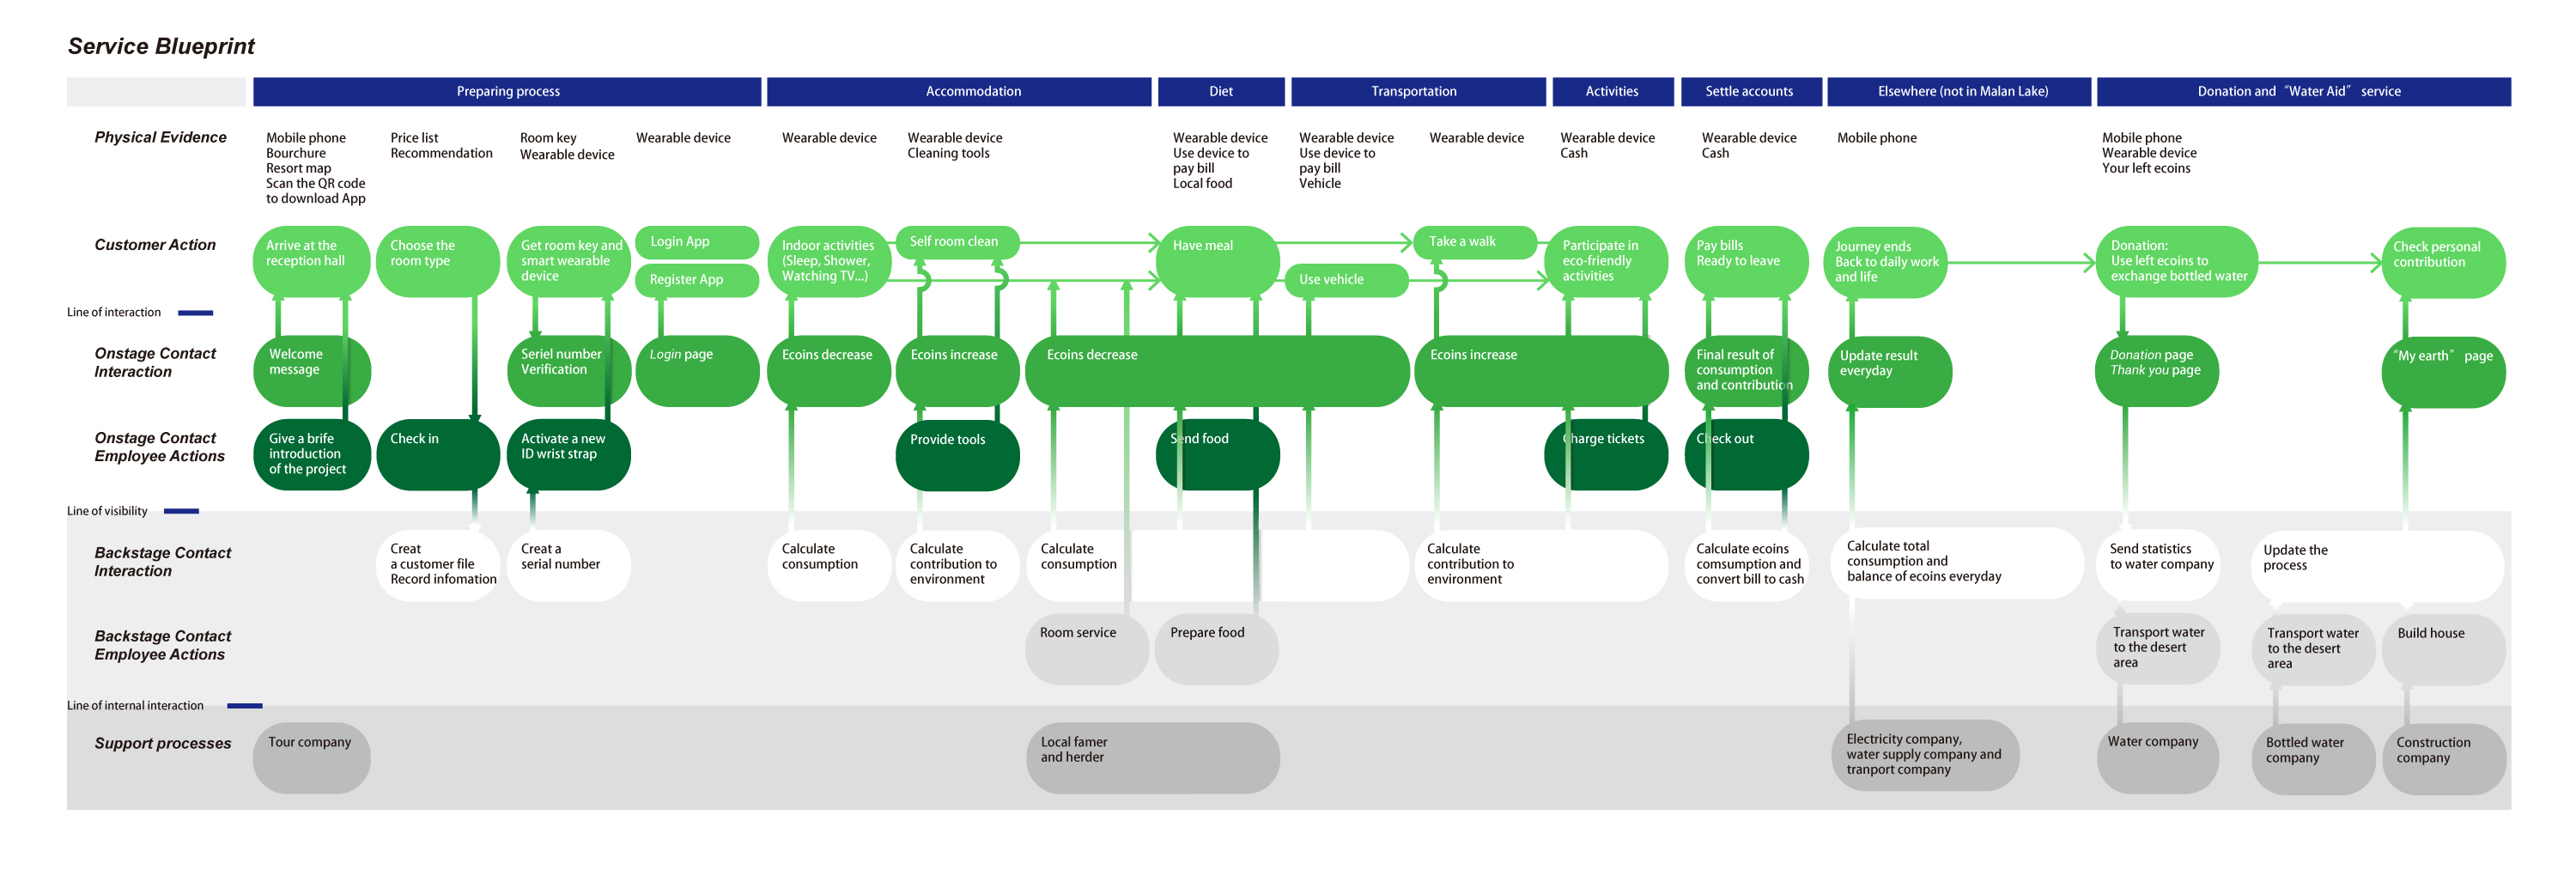 Service Blueprint
Preparing process
Accommodation
Diet
Transportation
Activities
Settle accounts
Elsewhere (not in Malan Lake)
Donation and “Water Aid” service
Physical Evidence
Mobile phone
Bourchure
Resort map
Scan the QR code
to download App
Price list
Recommendation
Room key
Wearable device
Wearable device
Wearable device
Wearable device
Cleaning tools
Wearable device
Use device to
pay bill
Local food
Wearable device
Use device to
pay bill
Vehicle
Wearable device
Wearable device
Cash
Wearable device
Cash
Mobile phone
Mobile phone
Wearable device
Your left ecoins
Customer Action
Arrive at the
reception hall
Choose the
room type
Get room key and
smart wearable
device
Login App
Register App
Indoor activities
(Sleep, Shower,
Watching TV...)
Self room clean
Have meal
Use vehicle
Take a walk
Participate in
eco-friendly
activities
Pay bills
Ready to leave
Journey ends
Back to daily work
and life
Donation:
Use left ecoins to
exchange bottled water
Check personal
contribution
Line of interaction
Onstage Contact
Interaction
Welcome
message
Seriel number
Verification
Login page
Ecoins decrease
Ecoins increase
Ecoins decrease
Ecoins increase
Final result of
consumption
and contribution
Update result
everyday
Donation page
Thank you page
“My earth” page
Onstage Contact
Employee Actions
Give a brife
introduction
of the project
Check in
Activate a new
ID wrist strap
Provide tools
Send food
Charge tickets
Check out
Line of visibility
Backstage Contact
Interaction
Creat
a customer file
Record infomation
Creat a
serial number
Calculate
consumption
Calculate
contribution to
environment
Calculate
consumption
Calculate
contribution to
environment
Calculate ecoins
comsumption and
convert bill to cash
Calculate total
consumption and
balance of ecoins everyday
Send statistics
to water company
Update the
process
Backstage Contact
Employee Actions
Room service
Prepare food
Transport water
to the desert
area
Transport water
to the desert
area
Build house
Line of internal interaction
Support processes
Tour company
Local famer
and herder
Electricity company,
water supply company and
tranport company
Water company
Bottled water
company
Construction
company